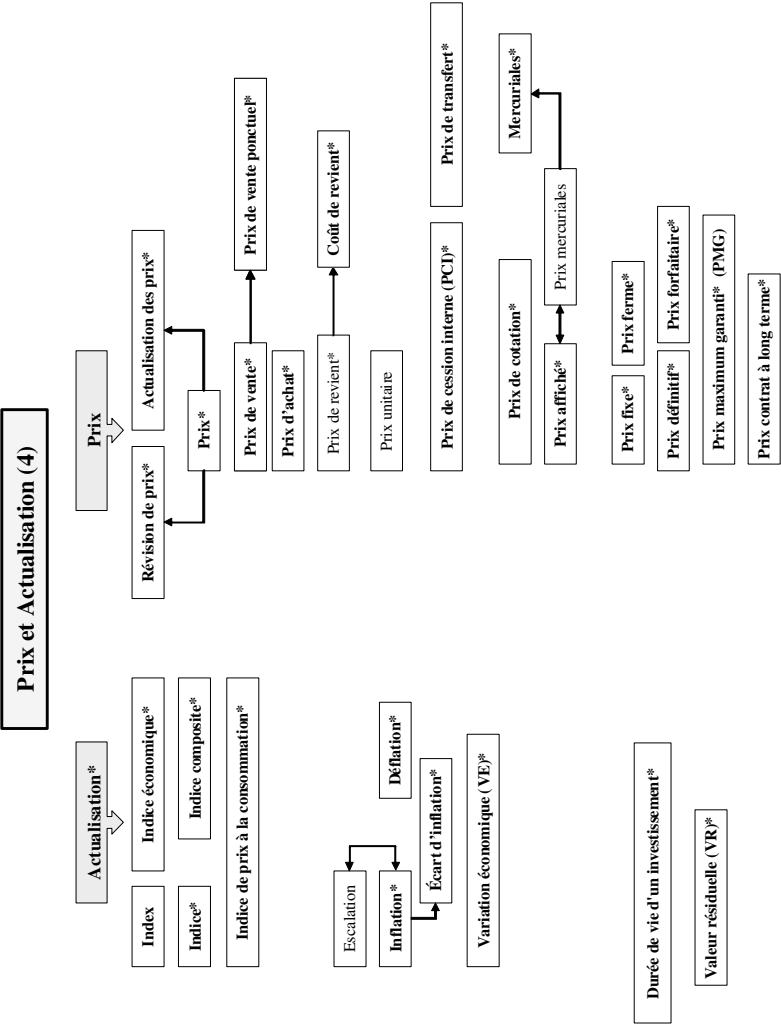 Prix et Actualisation (4)
Actualisation*
Index
Indice économique*
Indice*
Indice composite*
Indice de prix à la consommation*
Escalation
Inflation*
Déflation*
Écart d'inflation*
Variation économique (VE)*
Durée de vie d'un investissement*
Valeur résiduelle (VR)*
Prix
Révision de prix*
Actualisation des prix*
Prix*
Prix de vente*
Prix de vente ponctuel*
Prix d'achat*
Prix de revient*
Coût de revient*
Prix unitaire
Prix de cession interne (PCI)*
Prix de transfert*
Prix de cotation*
Mercuriales*
Prix affiché*
Prix mercuriales
Prix fixe*
Prix ferme*
Prix définitif*
Prix forfaitaire*
Prix maximum garanti* (PMG)
Prix contrat à long terme*